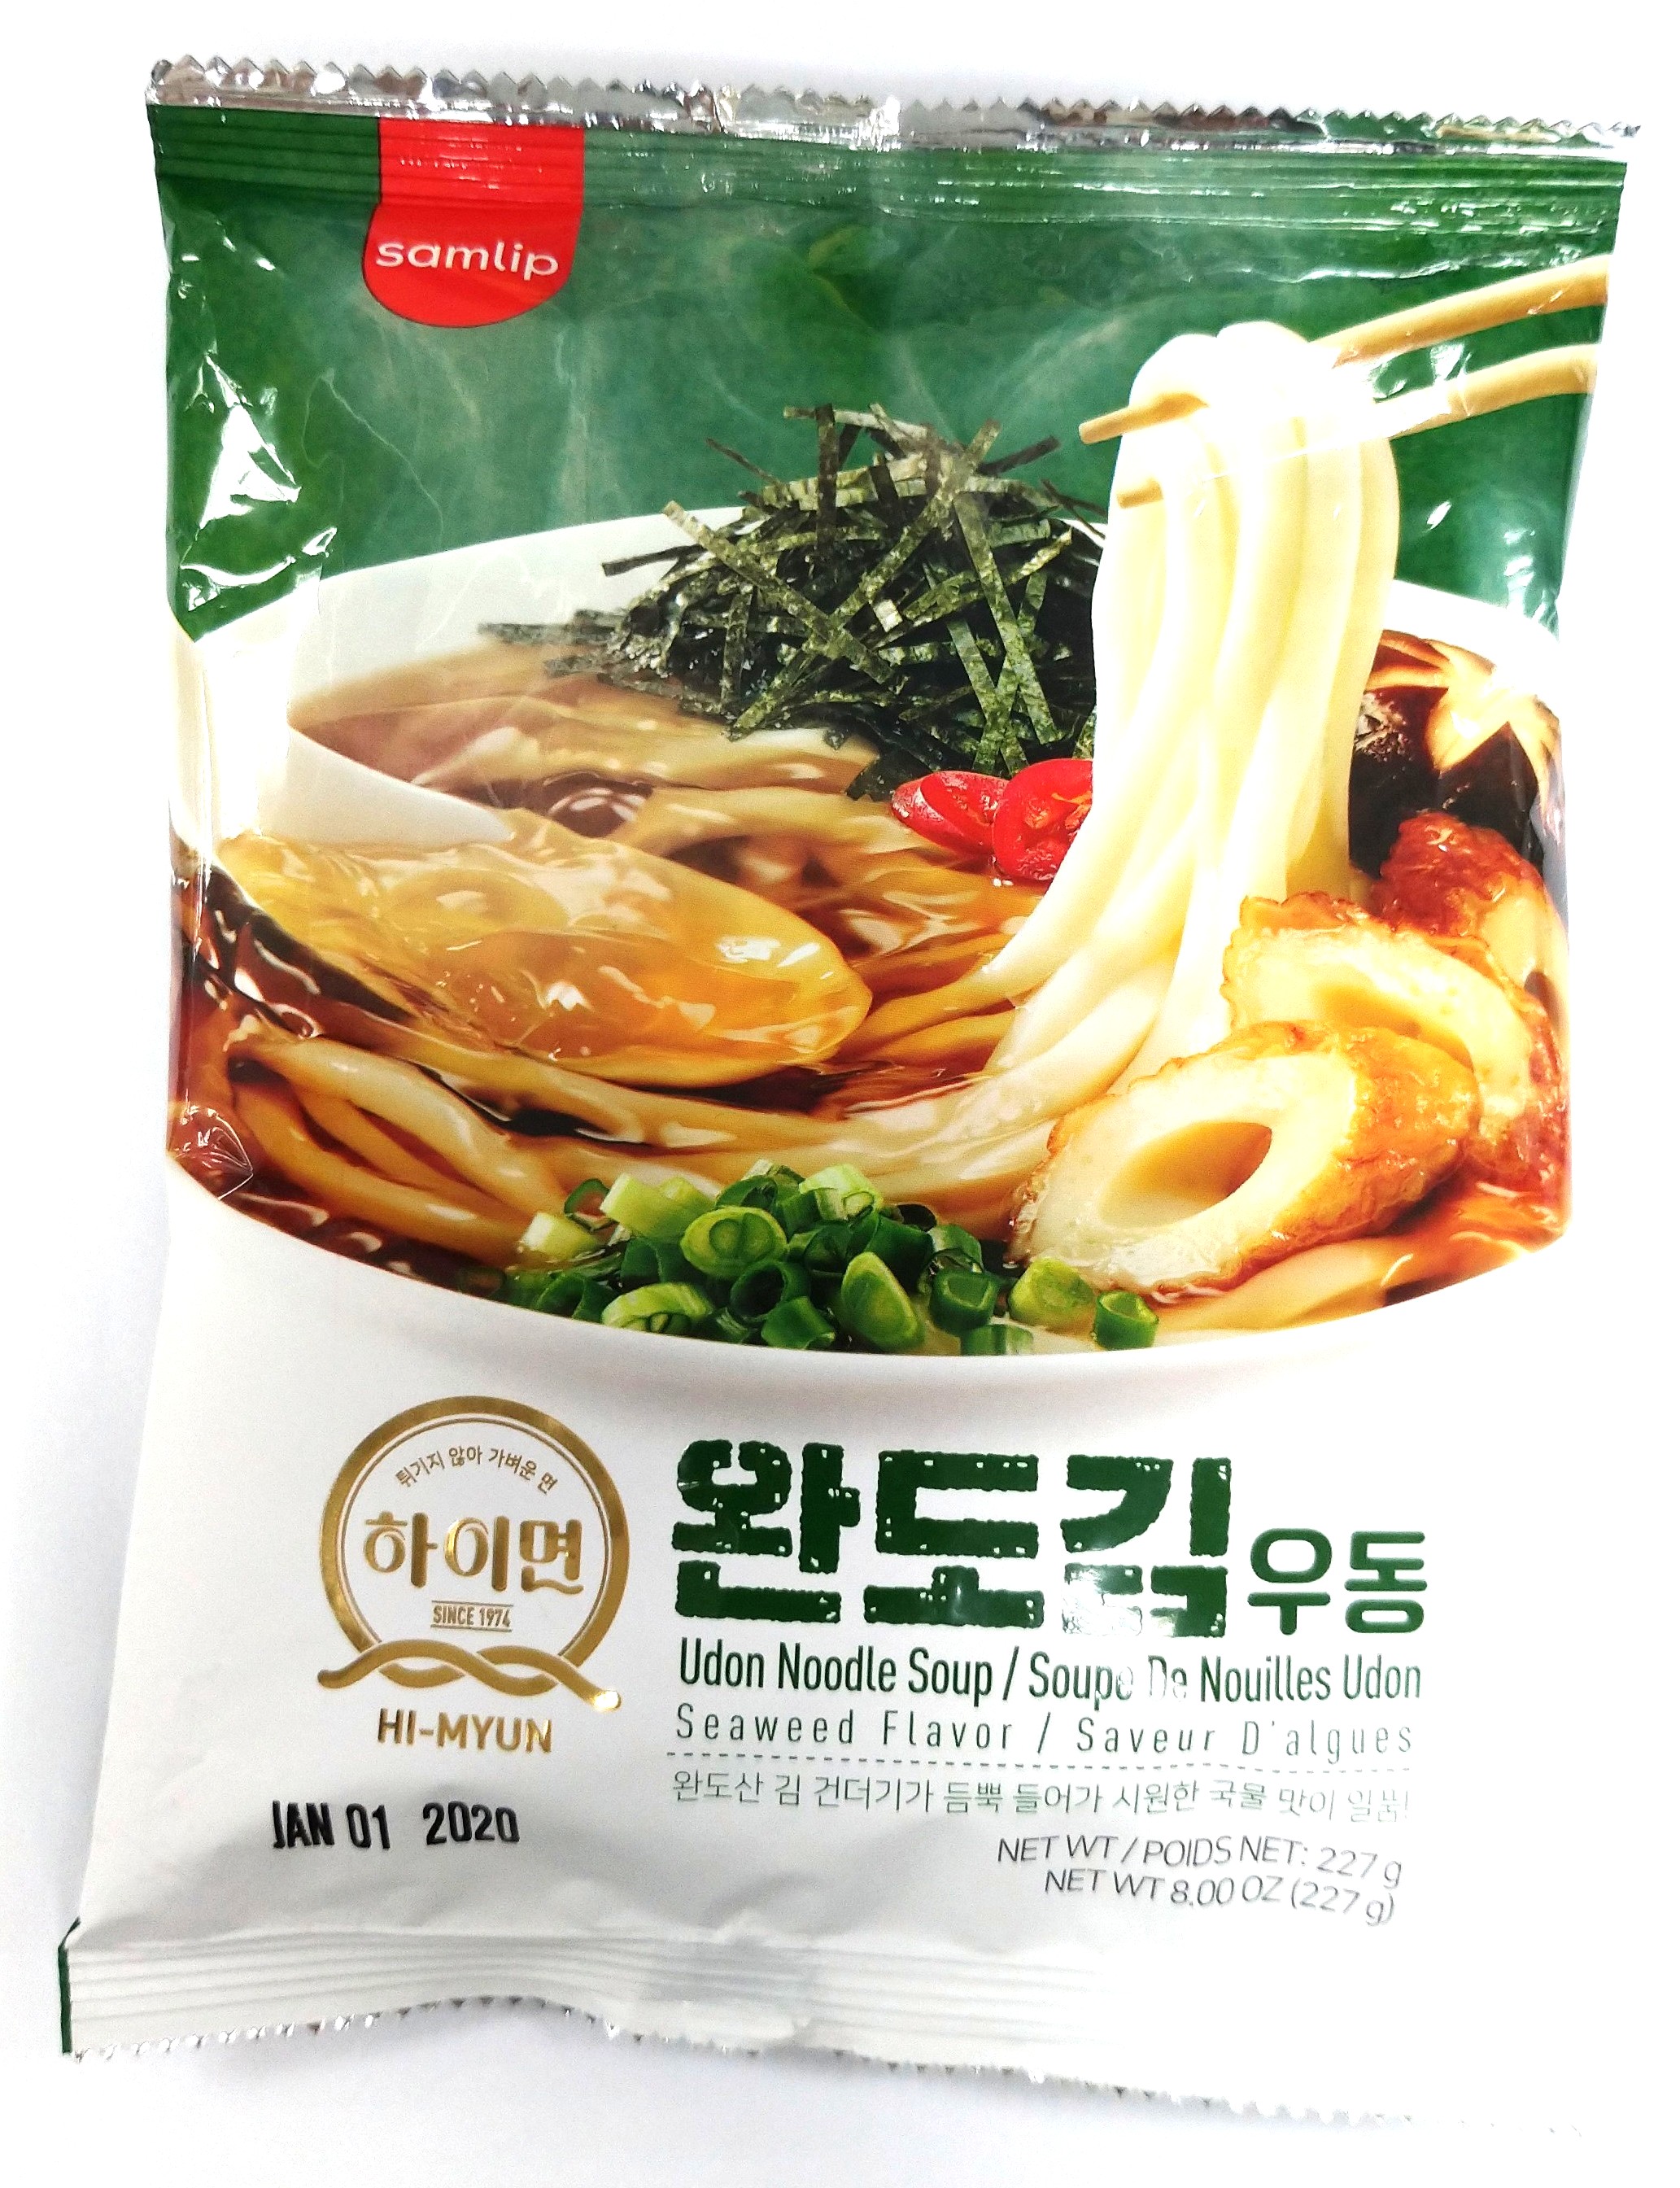 samlip
튀기지 않아 가벼운 면
하이면
SINCE 1974
HI-MYUN
완도김우동
Udon Noodle Soup / Soupe De Nouilles Udon
Seaweed Flavor / Saveur D'algues
완도산 김 건더기가 듬뿍 들어가 시원한 국물 맛이 일품!
JAN 01 2020
NET WT / POIDS NET: 227 g
NET WT 8.00 OZ (227 g)